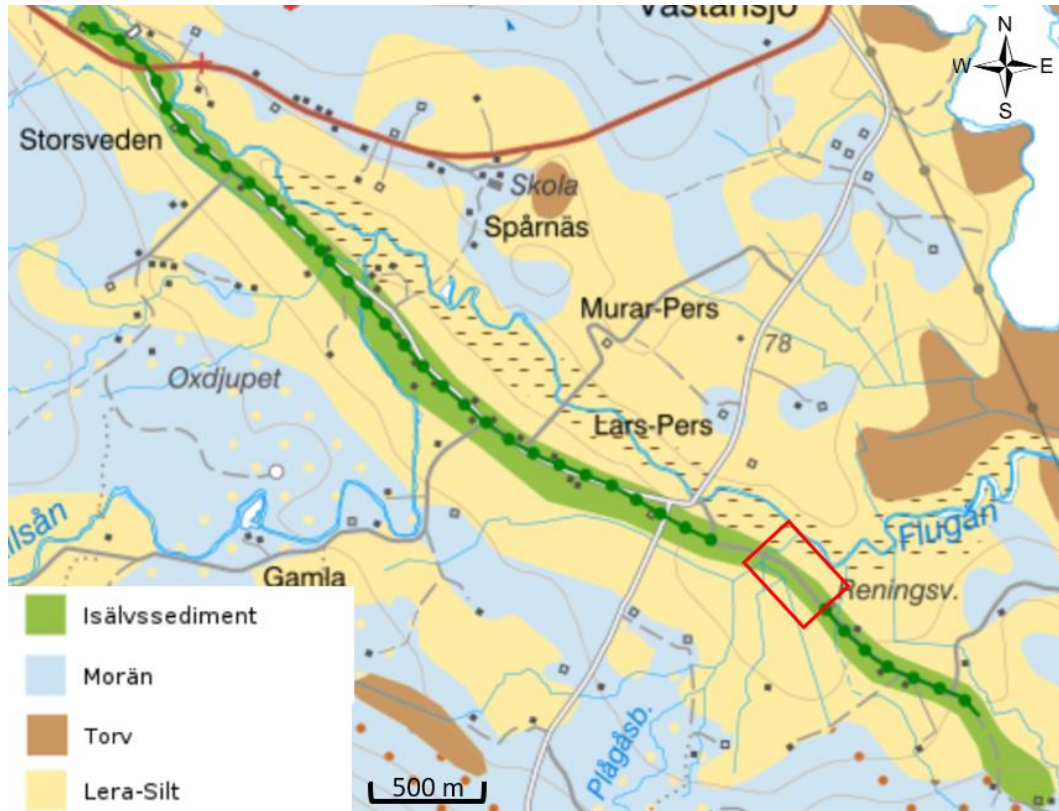 Västansjö
N
W E
S
Storsveden
Skola
Spårnäs
Murar-Pers
78
Oxdjupet
Lars-Pers
Flugån
llsån
Gamla
Reningsv.
Isälvssediment
Morän
Torv
Lera-Silt
Plågåsb.
500 m